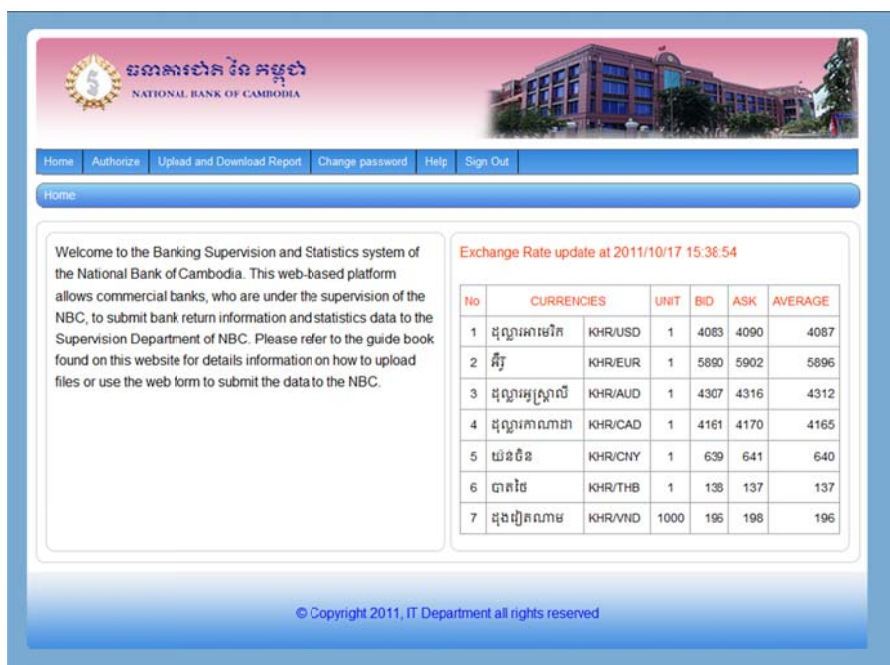 ធនាគារជាតិ នៃ កម្ពុជា
NATIONAL BANK OF CAMBODIA
Home Authorize Upload and Download Report Change password Help Sign Out
Home
Welcome to the Banking Supervision and Statistics system of
the National Bank of Cambodia. This web-based platform
allows commercial banks, who are under the supervision of the
NBC, to submit bank return information and statistics data to the
Supervision Department of NBC. Please refer to the guide book
found on this website for details information on how to upload
files or use the web form to submit the data to the NBC.
Exchange Rate update at 2011/10/17 15:38:54
No CURRENCIES UNIT BID ASK AVERAGE
1 ដុល្លារអាមេរិក KHR/USD 1 4083 4090 4087
2 អឺរ៉ូ KHR/EUR 1 5890 5902 5896
3 ដុល្លារអូស្ត្រាលី KHR/AUD 1 4307 4316 4312
4 ដុល្លារកាណាដា KHR/CAD 1 4161 4170 4165
5 យ៉នចិន KHR/CNY 1 639 641 640
6 បាតថៃ KHR/THB 1 138 137 137
7 ដុងវៀតណាម KHR/VND 1000 196 198 196
© Copyright 2011, IT Department all rights reserved